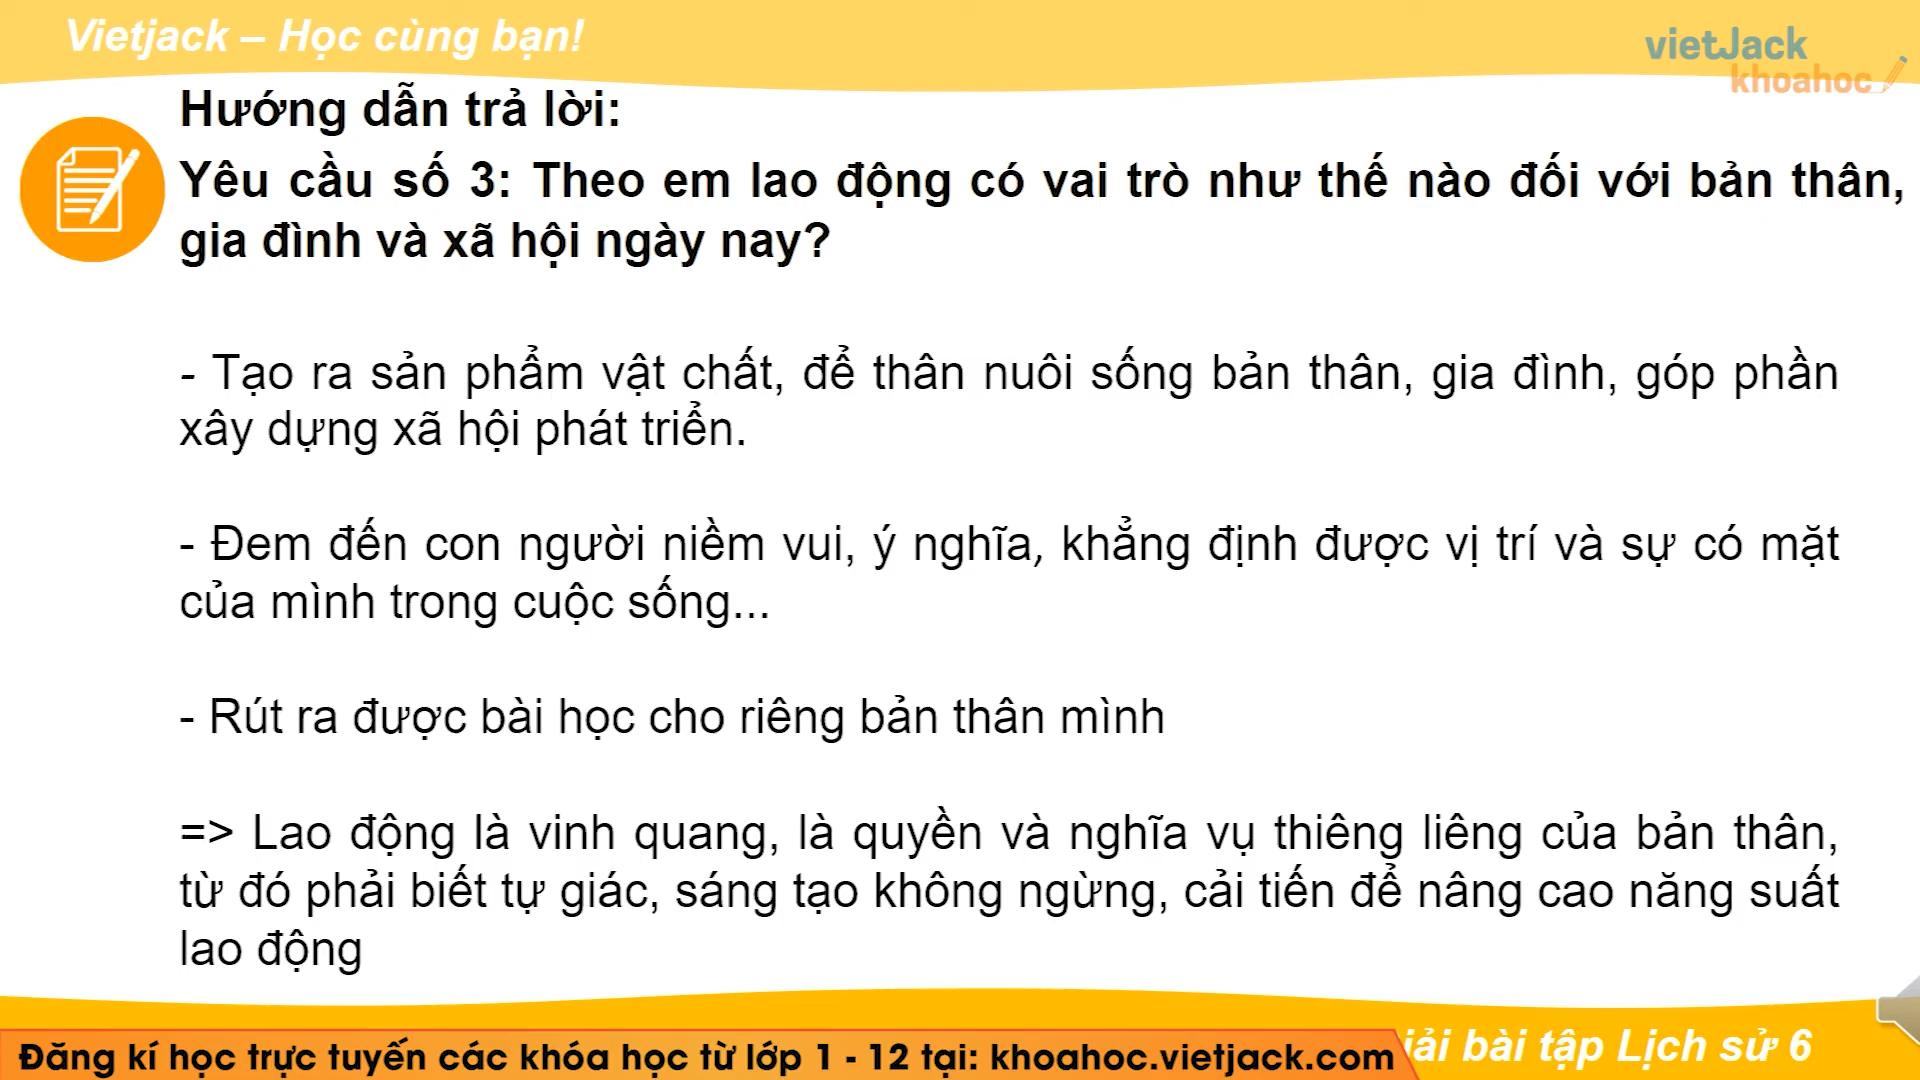 Vietjack – Học cùng bạn!
vietJack
khoahoc
Hướng dẫn trả lời:
Yêu cầu số 3: Theo em lao động có vai trò như thế nào đối với bản thân,
gia đình và xã hội ngày nay?
- Tạo ra sản phẩm vật chất, để thân nuôi sống bản thân, gia đình, góp phần
xây dựng xã hội phát triển.
- Đem đến con người niềm vui, ý nghĩa, khẳng định được vị trí và sự có mặt
của mình trong cuộc sống...
- Rút ra được bài học cho riêng bản thân mình
=> Lao động là vinh quang, là quyền và nghĩa vụ thiêng liêng của bản thân,
từ đó phải biết tự giác, sáng tạo không ngừng, cải tiến để nâng cao năng suất
lao động
Đăng kí học trực tuyến các khóa học từ lớp 1 - 12 tại: khoahoc.vietjack.com
iải bài tập Lịch sử 6